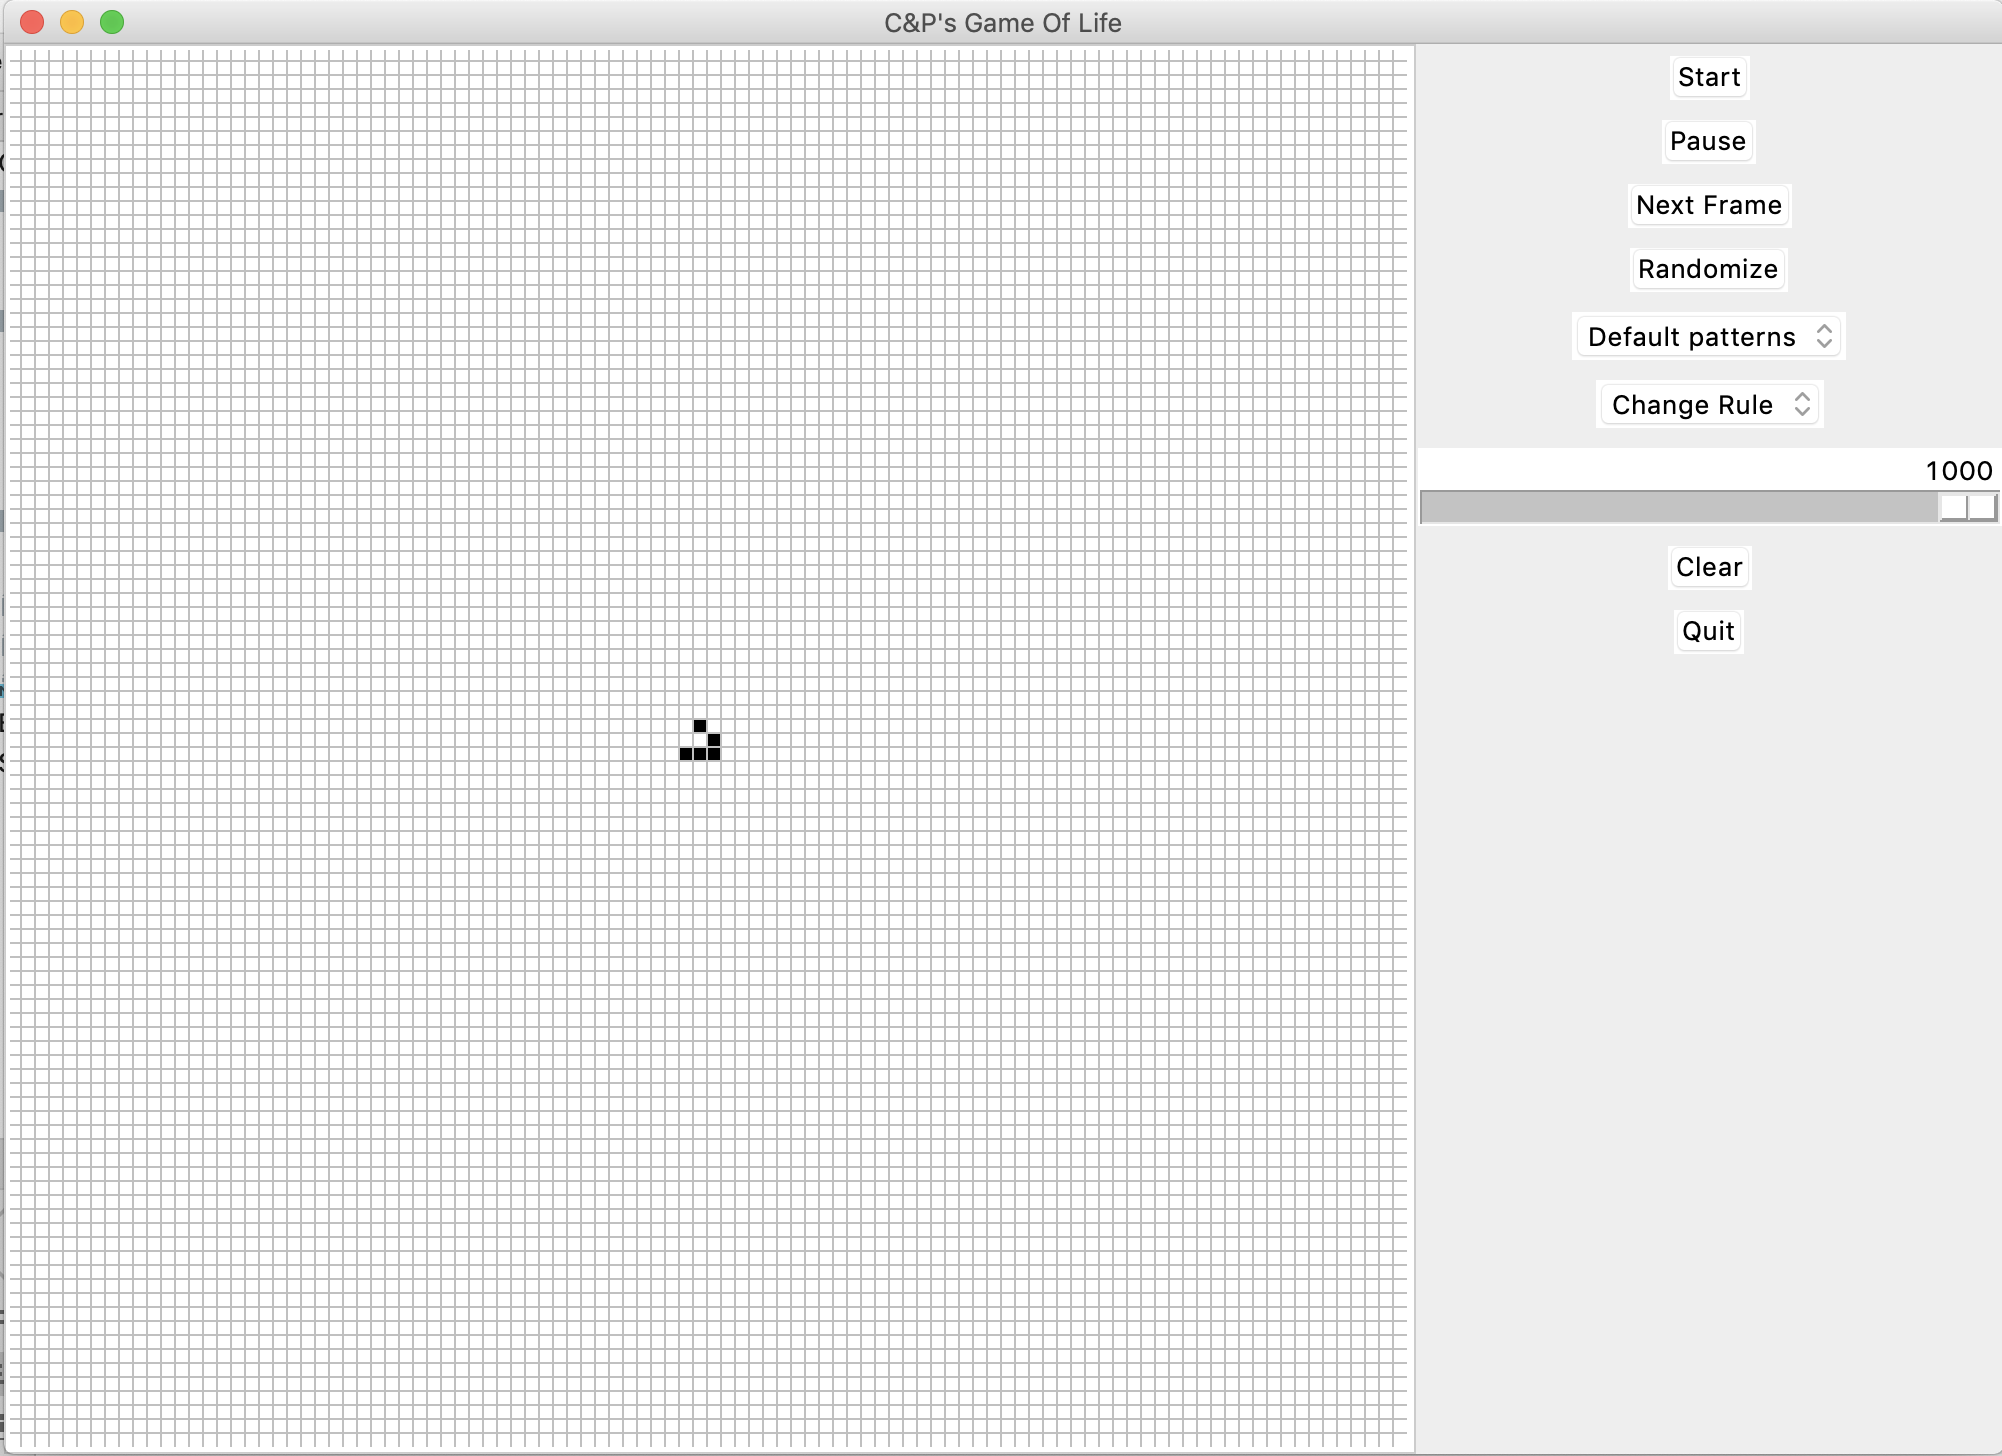 C&P's Game Of Life
Start
Pause
Next Frame
Randomize
Default patterns
Change Rule
1000
Clear
Quit